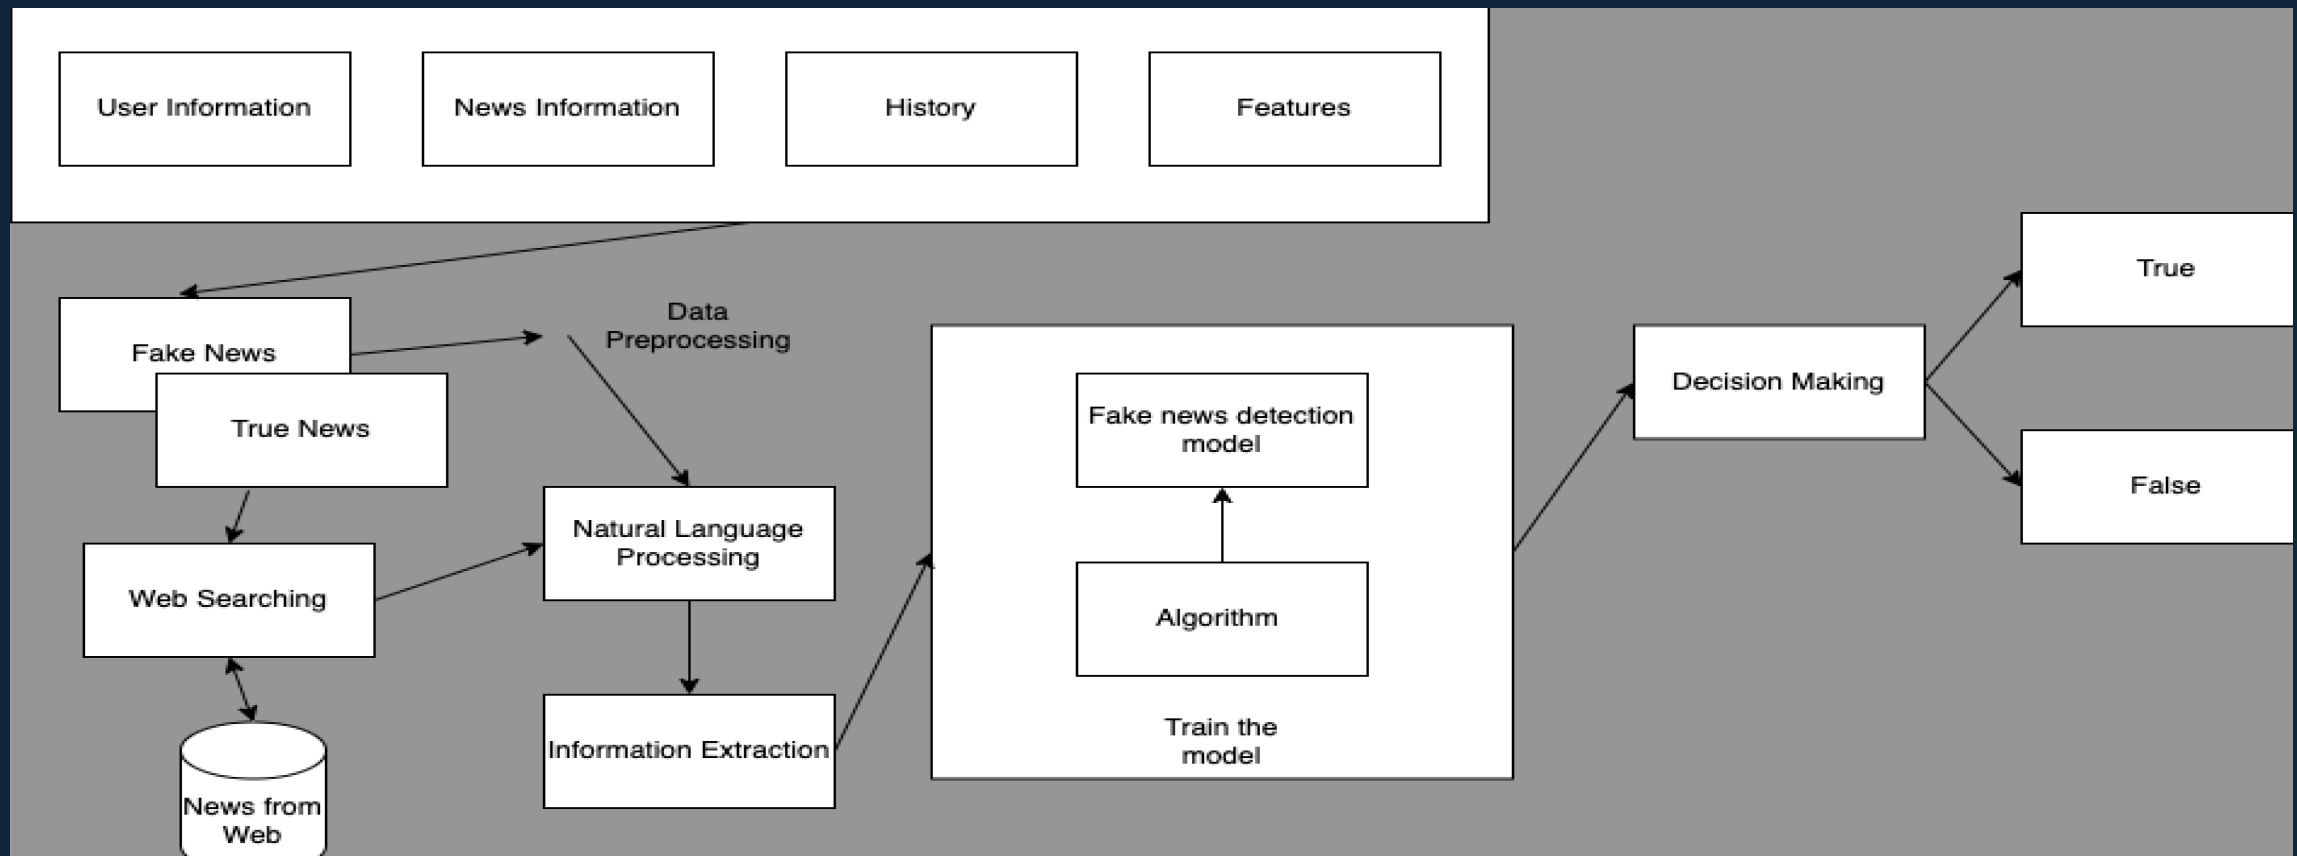 User Information
News Information
History
Features
Fake News
True News
Data
Preprocessing
Web Searching
News from
Web
Natural Language
Processing
Information Extraction
Fake news detection
model
Algorithm
Train the
model
Decision Making
True
False